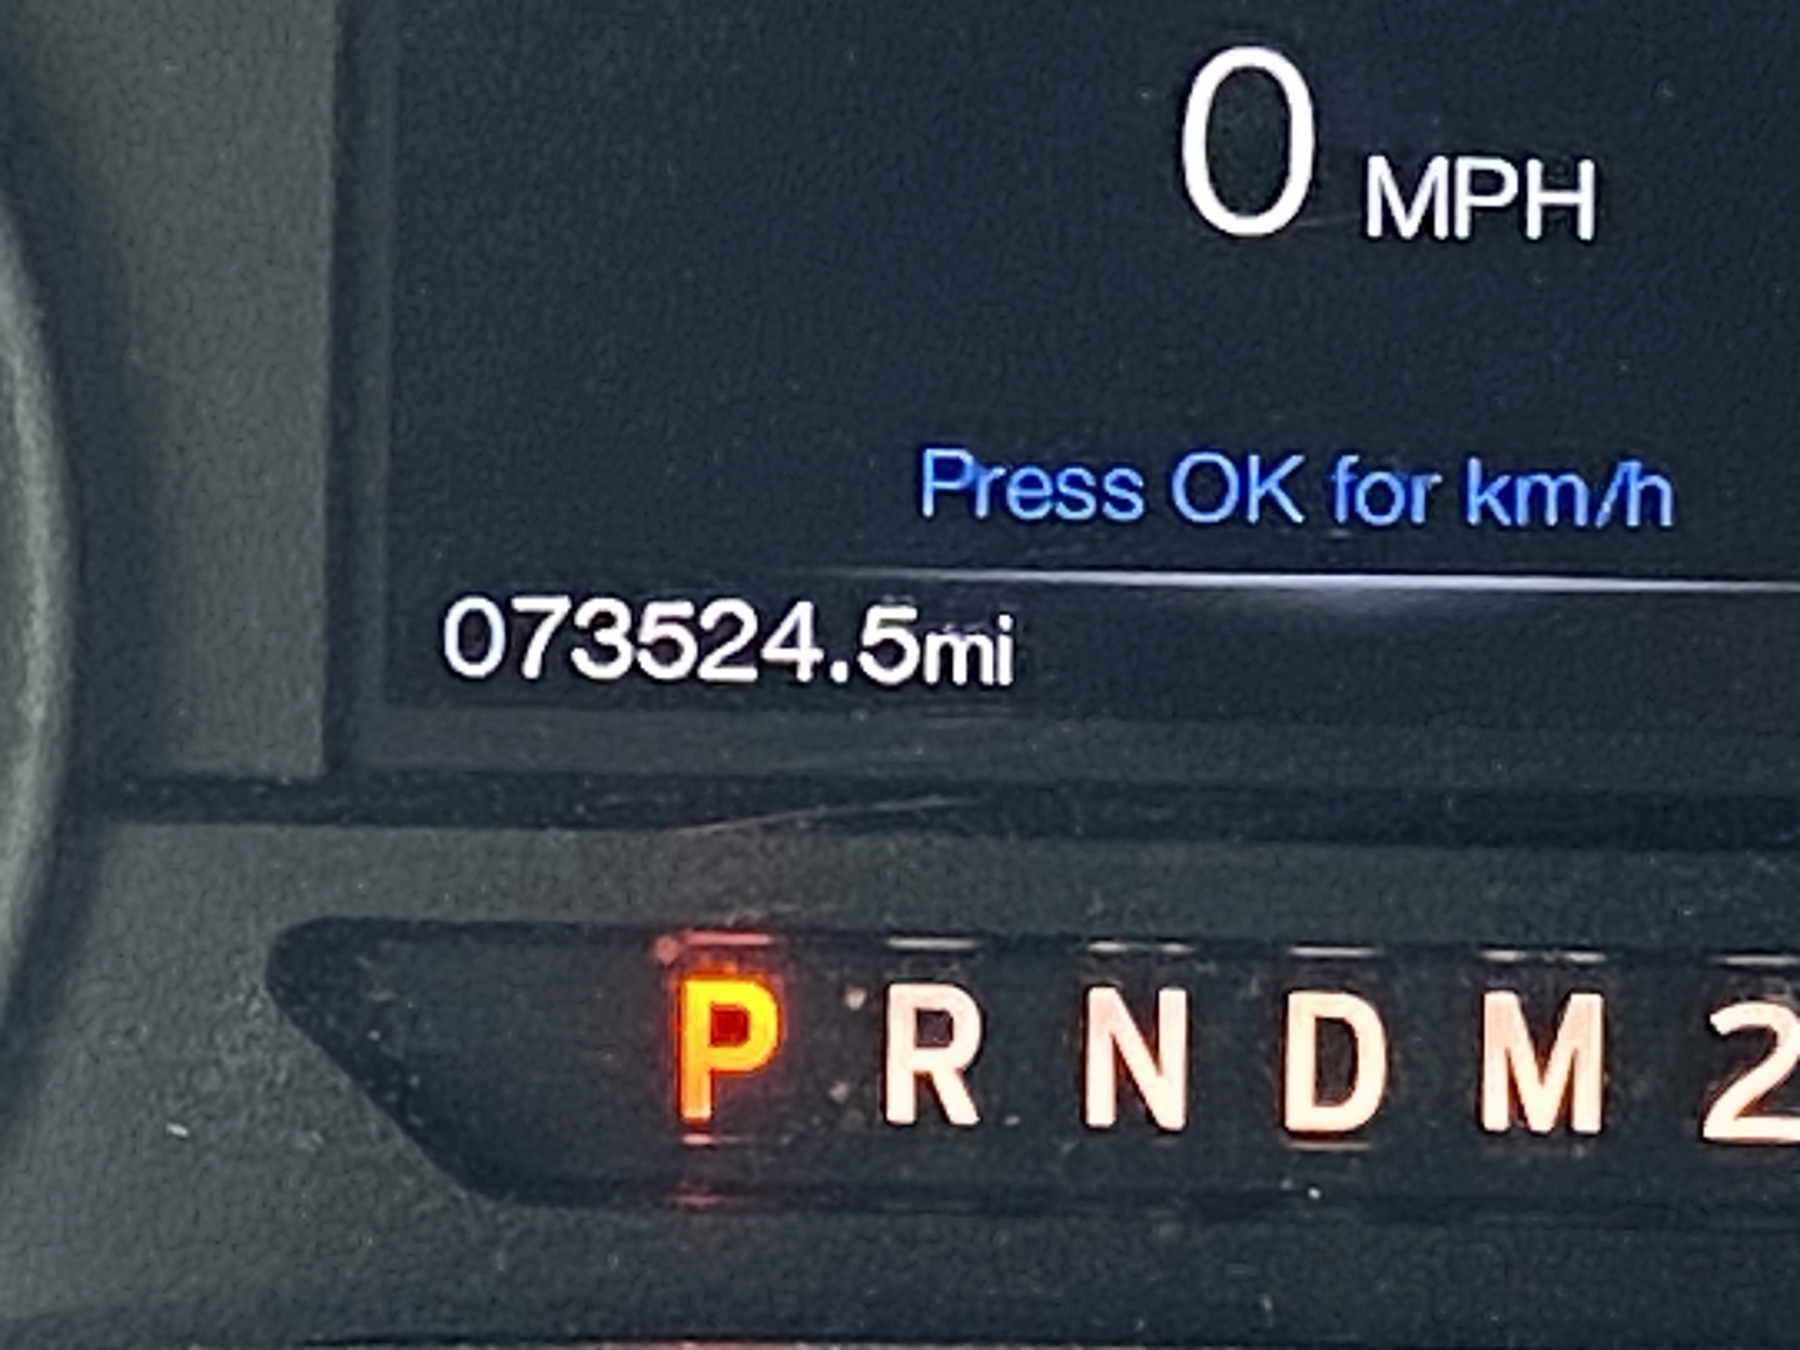 0 MPH
Press OK for km/h
073524.5mi
P R N D M 2